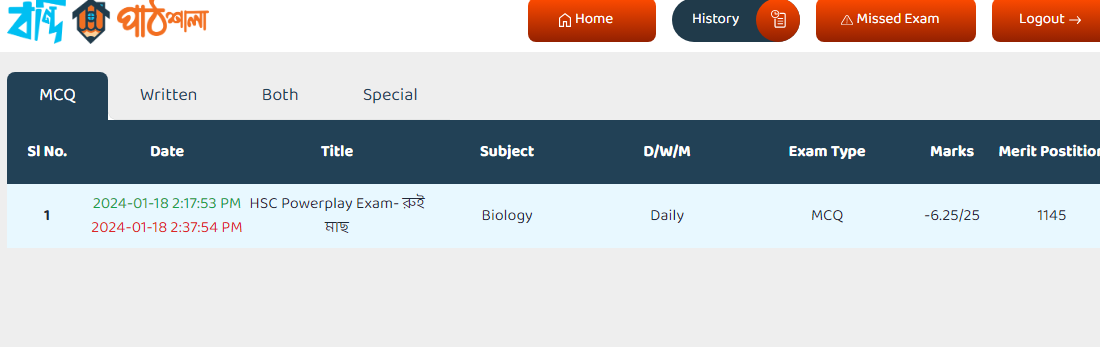 বন্দি পাঠশালা
Home
History
Missed Exam
Logout →
MCQ
Written
Both
Special
Sl No. Date Title Subject D/W/M Exam Type Marks Merit Postition
1 2024-01-18 2:17:53 PM HSC Powerplay Exam- রুই Biology Daily MCQ -6.25/25 1145
2024-01-18 2:37:54 PM মাছ